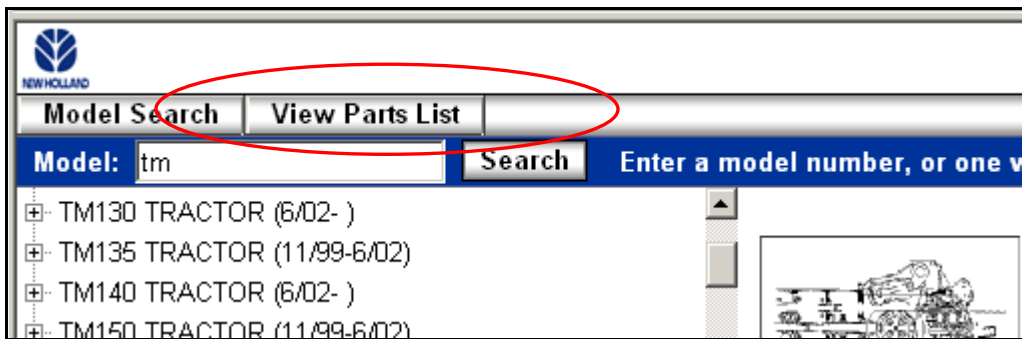 NEW HOLLAND
Model Search View Parts List
Model: tm Search Enter a model number, or one
TM130 TRACTOR (6/02- )
TM135 TRACTOR (11/99-6/02)
TM140 TRACTOR (6/02- )
TM150 TRACTOR (11/99-6/02)